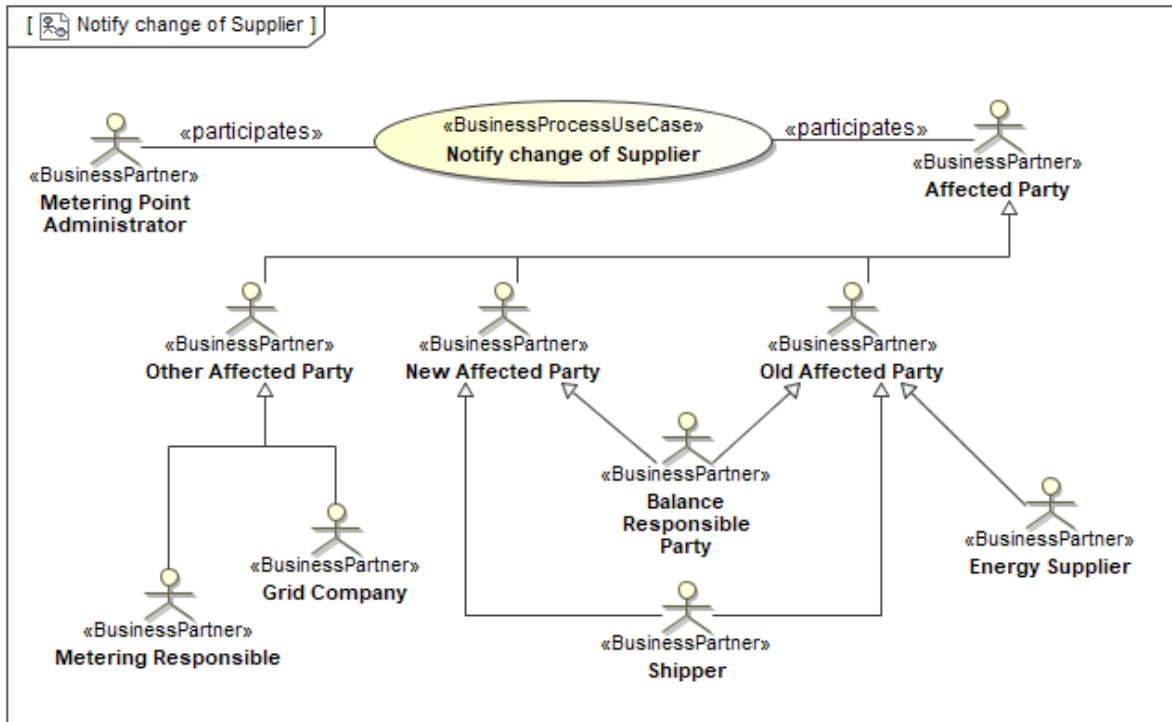 [ Notify change of Supplier ]
«participates»
«BusinessProcessUseCase»
Notify change of Supplier
«participates»
«BusinessPartner»
Metering Point
Administrator
«BusinessPartner»
Affected Party
«BusinessPartner»
Other Affected Party
«BusinessPartner»
New Affected Party
«BusinessPartner»
Old Affected Party
«BusinessPartner»
Balance
Responsible
Party
«BusinessPartner»
Energy Supplier
«BusinessPartner»
Grid Company
«BusinessPartner»
Metering Responsible
«BusinessPartner»
Shipper